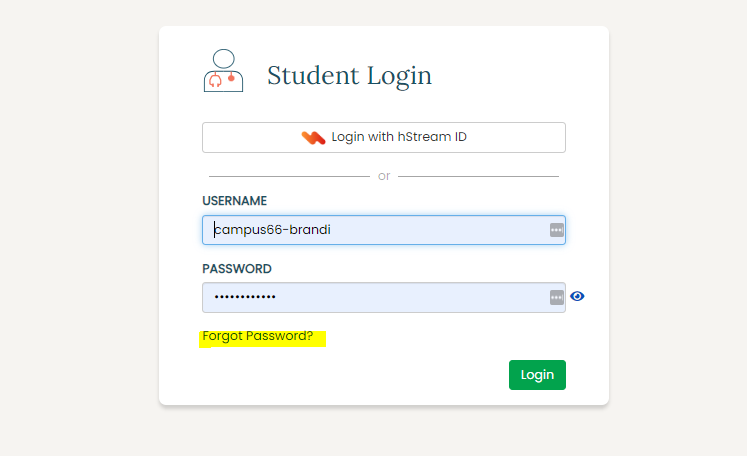 Student Login
Login with hStream ID
or
USERNAME
campus66-brandi
PASSWORD
••••••••••••
Forgot Password?
Login